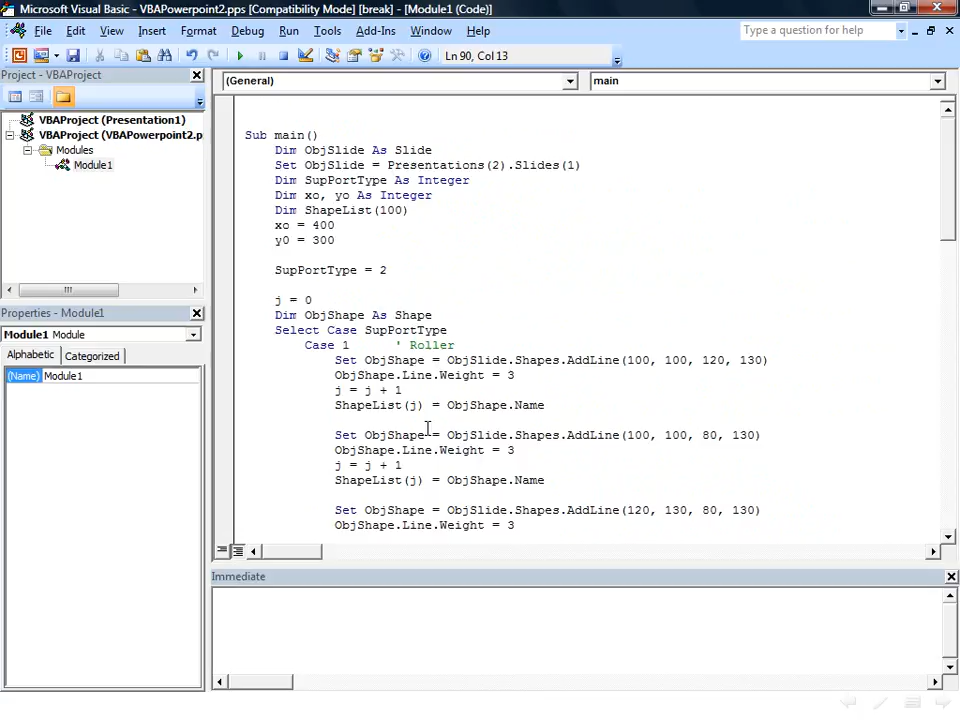 Microsoft Visual Basic - VBAPowerpoint2.pps [Compatibility Mode] [break] - [Module1 (Code)]
File Edit View Insert Format Debug Run Tools Add-Ins Window Help Type a question for help
Ln 90, Col 13
Project - VBAProject
(General) main
VBAProject (Presentation1)
VBAProject (VBAPowerpoint2.p
Modules
Module1
Properties - Module1
Module1 Module
Alphabetic Categorized
(Name) Module1
Sub main()
Dim ObjSlide As Slide
Set ObjSlide = Presentations(2).Slides(1)
Dim SupPortType As Integer
Dim xo, yo As Integer
Dim ShapeList(100)
xo = 400
y0 = 300
SupPortType = 2
j = 0
Dim ObjShape As Shape
Select Case SupPortType
Case 1 ' Roller
Set ObjShape = ObjSlide.Shapes.AddLine(100, 100, 120, 130)
ObjShape.Line.Weight = 3
j = j + 1
ShapeList(j) = ObjShape.Name
Set ObjShape = ObjSlide.Shapes.AddLine(100, 100, 80, 130)
ObjShape.Line.Weight = 3
j = j + 1
ShapeList(j) = ObjShape.Name
Set ObjShape = ObjSlide.Shapes.AddLine(120, 130, 80, 130)
ObjShape.Line.Weight = 3
Immediate